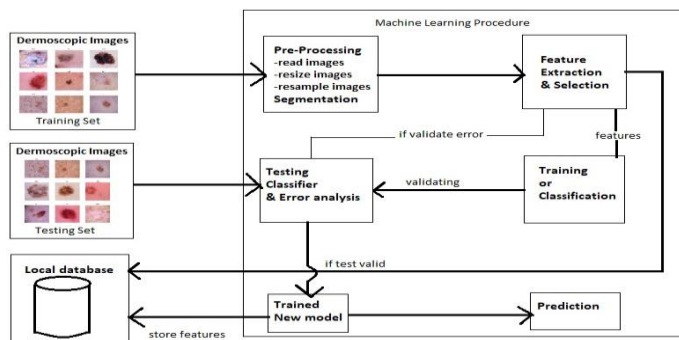 Machine Learning Procedure
Dermoscopic Images
Training Set
Pre-Processing
-read images
-resize images
-resample images
Segmentation
Feature
Extraction
& Selection
if validate error
features
Dermoscopic Images
Testing Set
Testing
Classifier
& Error analysis
validating
Training
or
Classification
if test valid
Local database
Trained
New model
Prediction
store features